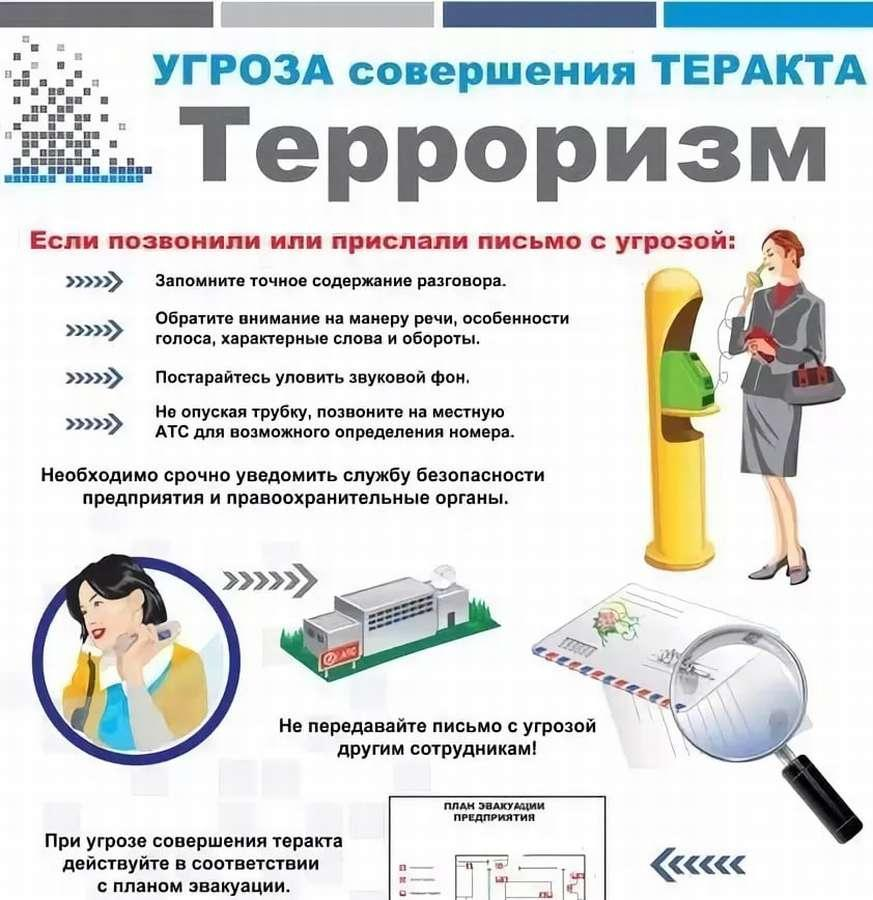 УГРОЗА совершения ТЕРАКТА
Терроризм
Если позвонили или прислали письмо с угрозой:
Запомните точное содержание разговора.
Обратите внимание на манеру речи, особенности
голоса, характерные слова и обороты.
Постарайтесь уловить звуковой фон.
Не опуская трубку, позвоните на местную
АТС для возможного определения номера.
Необходимо срочно уведомить службу безопасности
предприятия и правоохранительные органы.
АТС
Не передавайте письмо с угрозой
другим сотрудникам!
При угрозе совершения теракта
действуйте в соответствии
с планом эвакуации.
ПЛАН ЭВАКУАЦИИ
ПРЕДПРИЯТИЯ